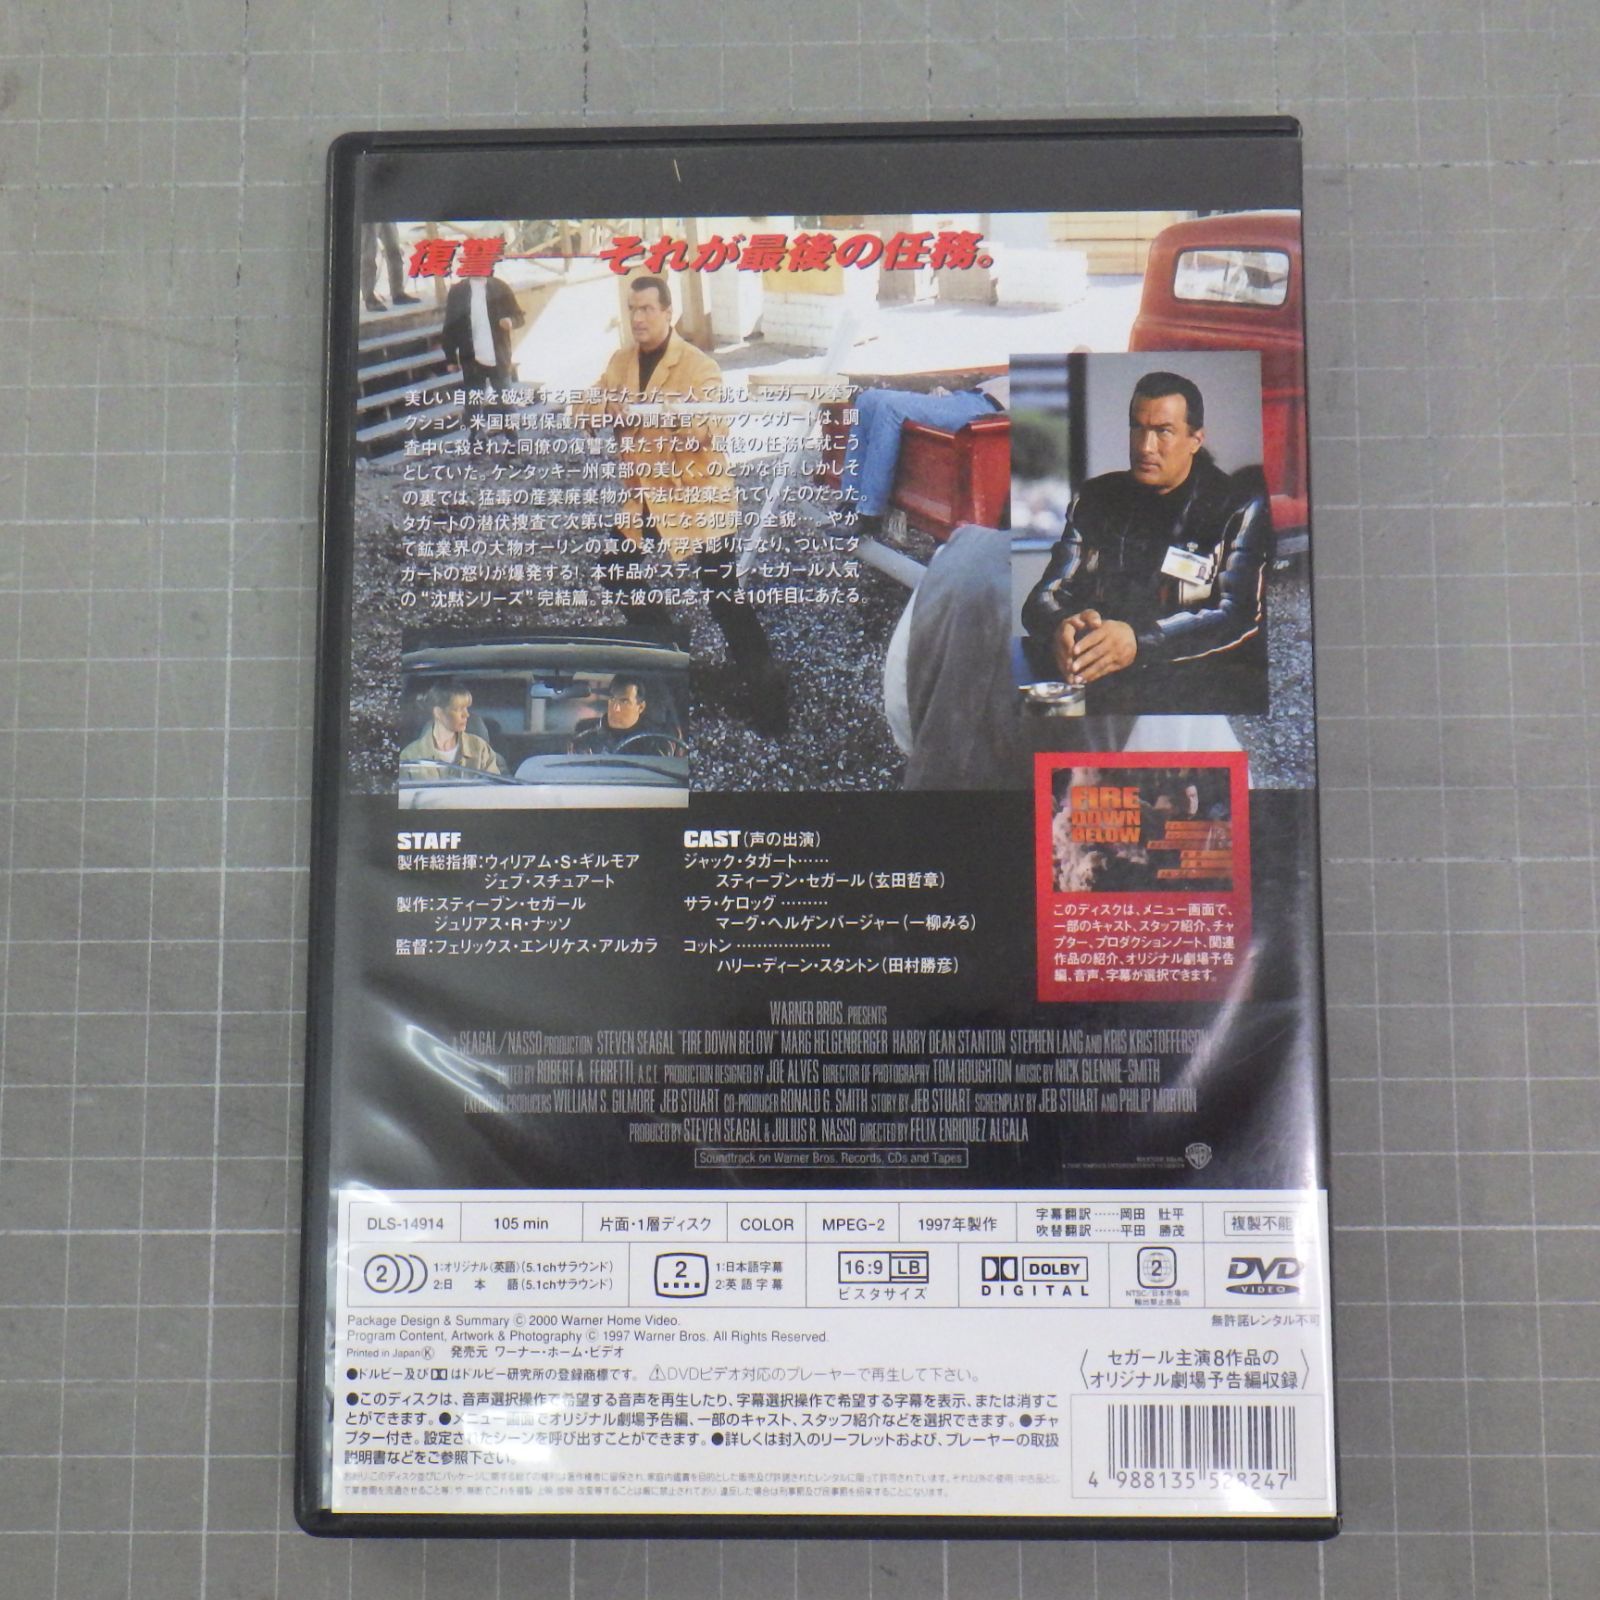 復讐――それが最後の任務。
美しい自然を破壊する巨悪にたった一人で挑む、セガール拳ア
クション。米国環境保護庁EPAの調査官ジャック・タガートは、調
査中に殺された同僚の復讐を果たすため、最後の任務に就こう
としていた。ケンタッキー州東部の美しく、のどかな街。しかしそ
の裏では、猛毒の産業廃棄物が不法に投棄されていたのだった。
タガートの潜伏捜査で次第に明らかになる犯罪の全貌…。やが
て鉱業界の大物オーリンの真の姿が浮き彫りになり、ついにタ
ガートの怒りが爆発する! 本作品がスティーブン・セガール人気
の“沈黙シリーズ”完結篇。また彼の記念すべき10作目にあたる。
STAFF
製作総指揮:ウィリアム・S・ギルモア
ジェブ・スチュアート
製作:スティーブン・セガール
ジュリアス・R・ナッソ
監督:フェリックス・エンリケス・アルカラ
CAST(声の出演)
ジャック・タガート……
スティーブン・セガール(玄田哲章)
サラ・ケロッグ………
マーグ・ヘルゲンバージャー(一柳みる)
コットン………………
ハリー・ディーン・スタントン(田村勝彦)
FIRE
DOWN
BELOW
このディスクは、メニュー画面で、
一部のキャスト、スタッフ紹介、チャ
プター、プロダクションノート、関連
作品の紹介、オリジナル劇場予告
編、音声、字幕が選択できます。
WARNER BROS. PRESENTS
A SEAGAL/NASSO PRODUCTION STEVEN SEAGAL "FIRE DOWN BELOW" MARG HELGENBERGER HARRY DEAN STANTON STEPHEN LANG AND KRIS KRISTOFFERSON
EDITED BY ROBERT A. FERRETTI, A.C.E. PRODUCTION DESIGNED BY JOE ALVES DIRECTOR OF PHOTOGRAPHY TOM HOUGHTON MUSIC BY NICK GLENNIE-SMITH
EXECUTIVE PRODUCERS WILLIAM S. GILMORE JEB STUART CO-PRODUCER RONALD G. SMITH STORY BY JEB STUART SCREENPLAY BY JEB STUART AND PHILIP MORTON
PRODUCED BY STEVEN SEAGAL & JULIUS R. NASSO DIRECTED BY FELIX ENRIQUEZ ALCALA
Soundtrack on Warner Bros. Records, CDs and Tapes
DLS-14914 105 min 片面・1層ディスク COLOR MPEG-2 1997年製作 字幕翻訳……岡田 壯平
吹替翻訳……平田 勝茂
複製不能
2 1:オリジナル(英語)(5.1chサラウンド)
2:日本語(5.1chサラウンド)
2 1:日本語字幕
2:英語字幕
16:9 LB
ビスタサイズ
DOLBY
DIGITAL
2
NTSC/日本市場向
輸出禁止商品
DVD
VIDEO
Package Design & Summary © 2000 Warner Home Video.
Program Content, Artwork & Photography © 1997 Warner Bros. All Rights Reserved.
Printed in Japan Ⓚ 発売元 ワーナー・ホーム・ビデオ
無許諾レンタル不可
●ドルビー及びDDはドルビー研究所の登録商標です。 ⚠DVDビデオ対応のプレーヤーで再生して下さい。
●このディスクは、音声選択操作で希望する音声を再生したり、字幕選択操作で希望する字幕を表示、または消すこ
とができます。●メニュー画面でオリジナル劇場予告編、一部のキャスト、スタッフ紹介などを選択できます。●チャ
プター付き。設定されたシーンを呼び出すことができます。●詳しくは封入のリーフレットおよび、プレーヤーの取扱
説明書などをご参照下さい。
セガール主演8作品の
オリジナル劇場予告編収録
4 988135 528247